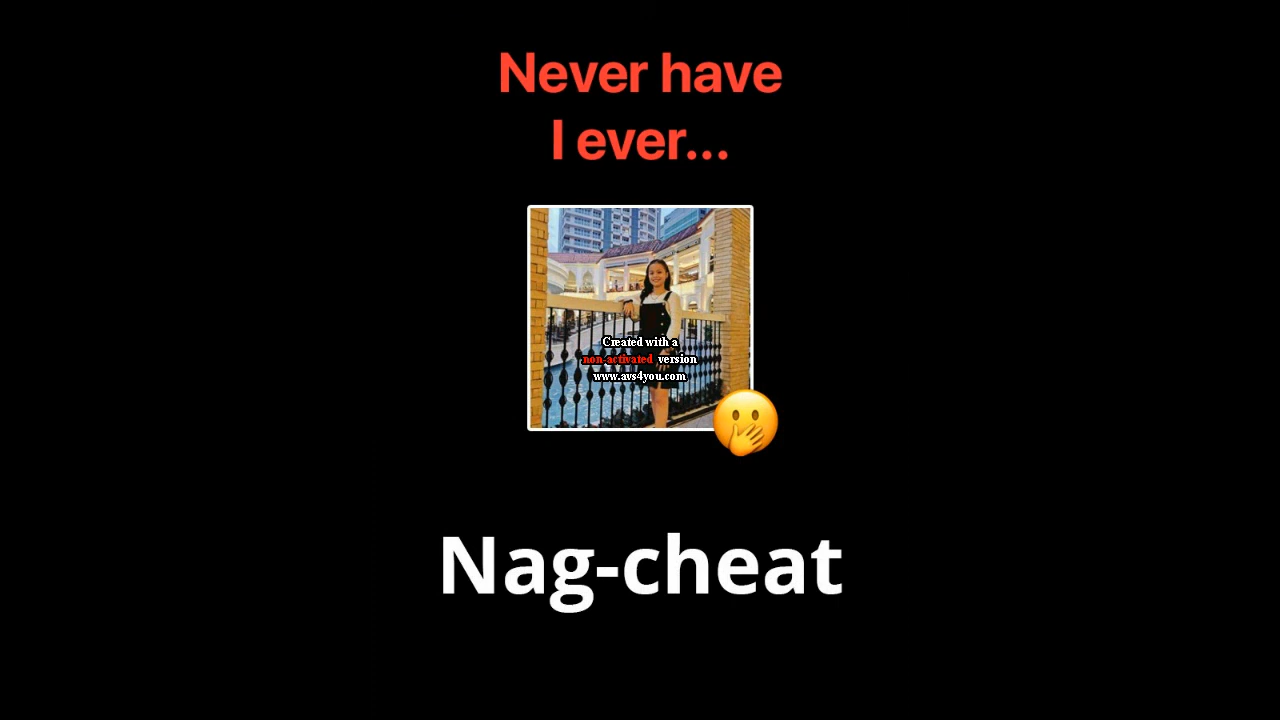 Never have
I ever...
Created with a
non-activated version
www.avs4you.com
Nag-cheat